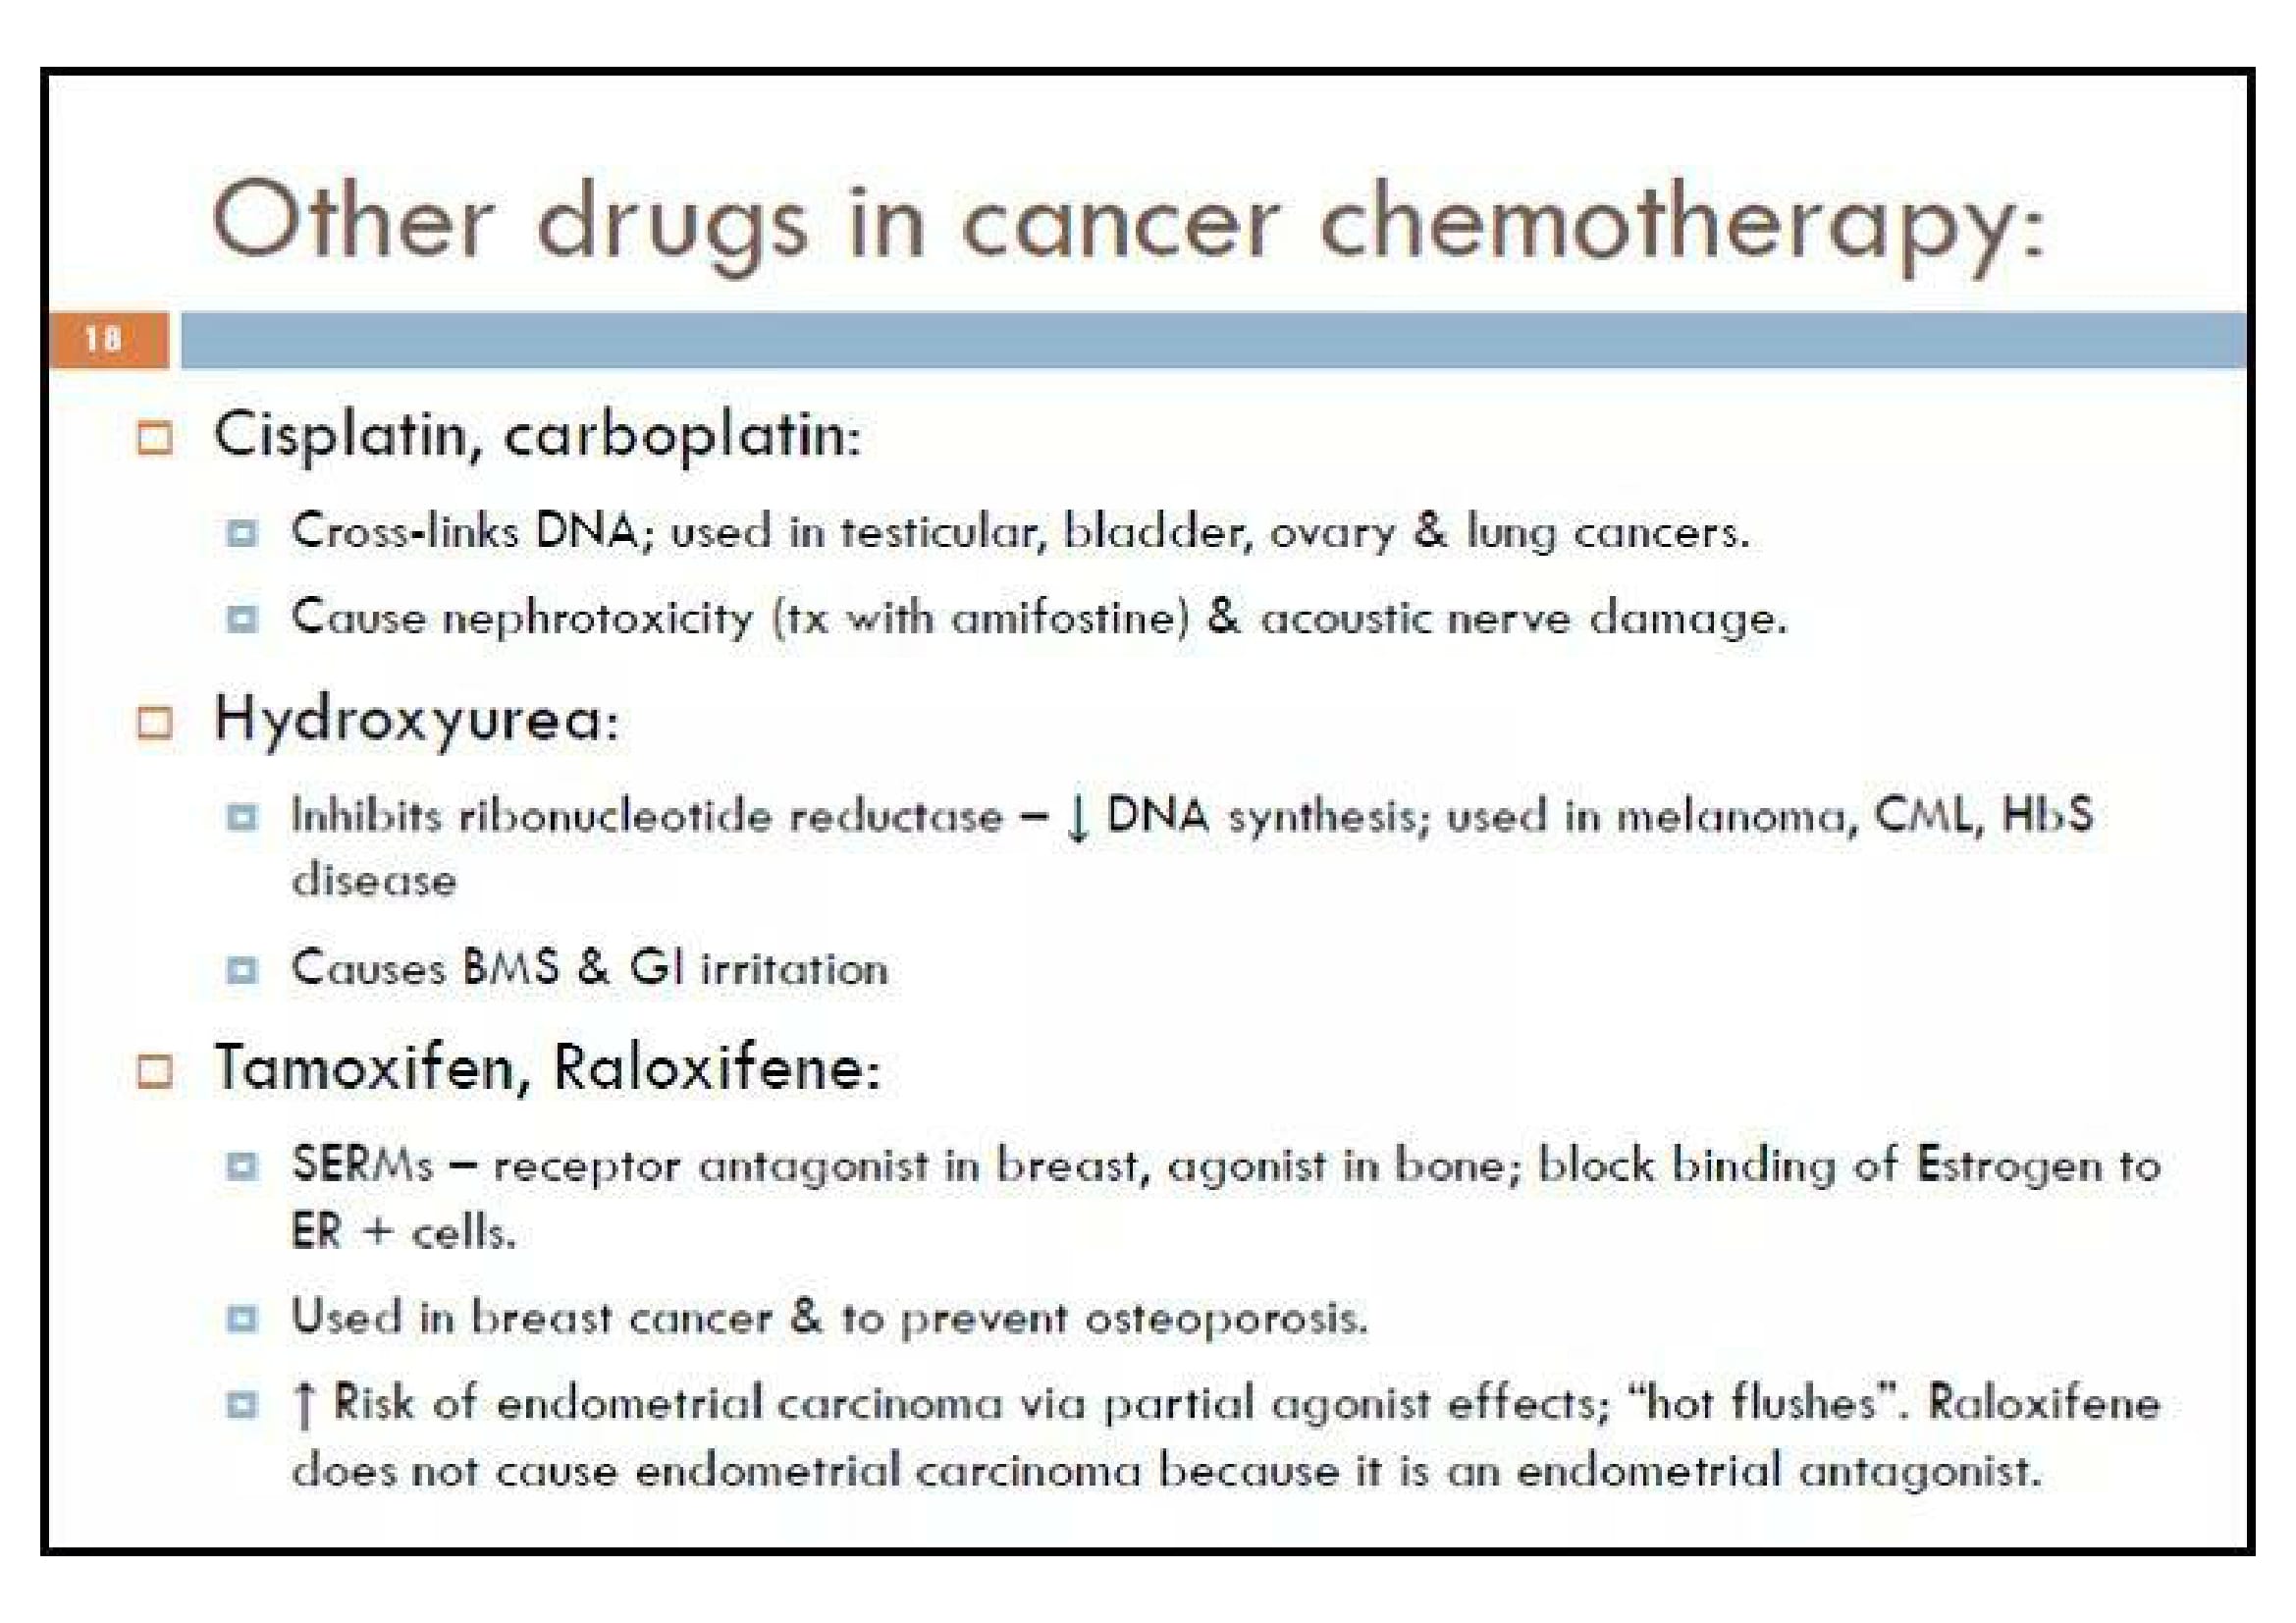 Other drugs in cancer chemotherapy:
18
Cisplatin, carboplatin:
Cross-links DNA; used in testicular, bladder, ovary & lung cancers.
Cause nephrotoxicity (tx with amifostine) & acoustic nerve damage.
Hydroxyurea:
Inhibits ribonucleotide reductase – ↓ DNA synthesis; used in melanoma, CML, HbS
disease
Causes BMS & GI irritation
Tamoxifen, Raloxifene:
SERMs – receptor antagonist in breast, agonist in bone; block binding of Estrogen to
ER + cells.
Used in breast cancer & to prevent osteoporosis.
↑ Risk of endometrial carcinoma via partial agonist effects; “hot flushes”. Raloxifene
does not cause endometrial carcinoma because it is an endometrial antagonist.